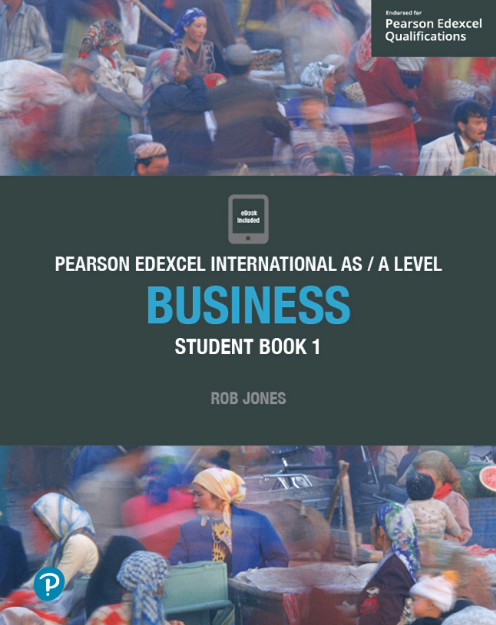 Endorsed for
Pearson Edexcel
Qualifications
eBook
included
PEARSON EDEXCEL INTERNATIONAL AS / A LEVEL
BUSINESS
STUDENT BOOK 1
ROB JONES
P